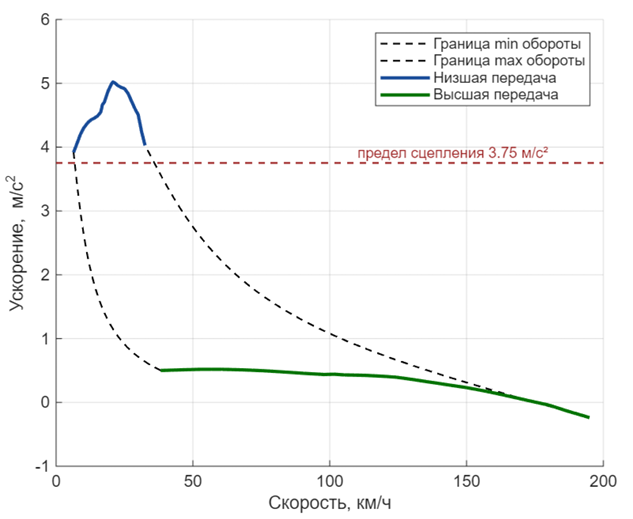 6
5
4
3
2
1
0
-1
0
50
100
150
200
Ускорение, м/с²
Скорость, км/ч
Граница min обороты
Граница max обороты
Низшая передача
Высшая передача
предел сцепления 3.75 м/с²